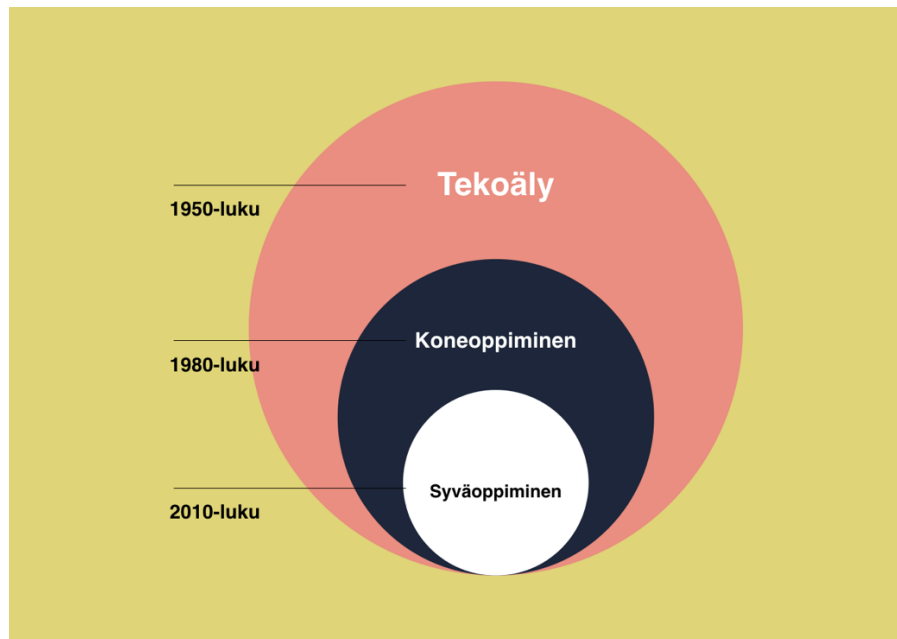 Tekoäly
1950-luku
Koneoppiminen
1980-luku
Syväoppiminen
2010-luku